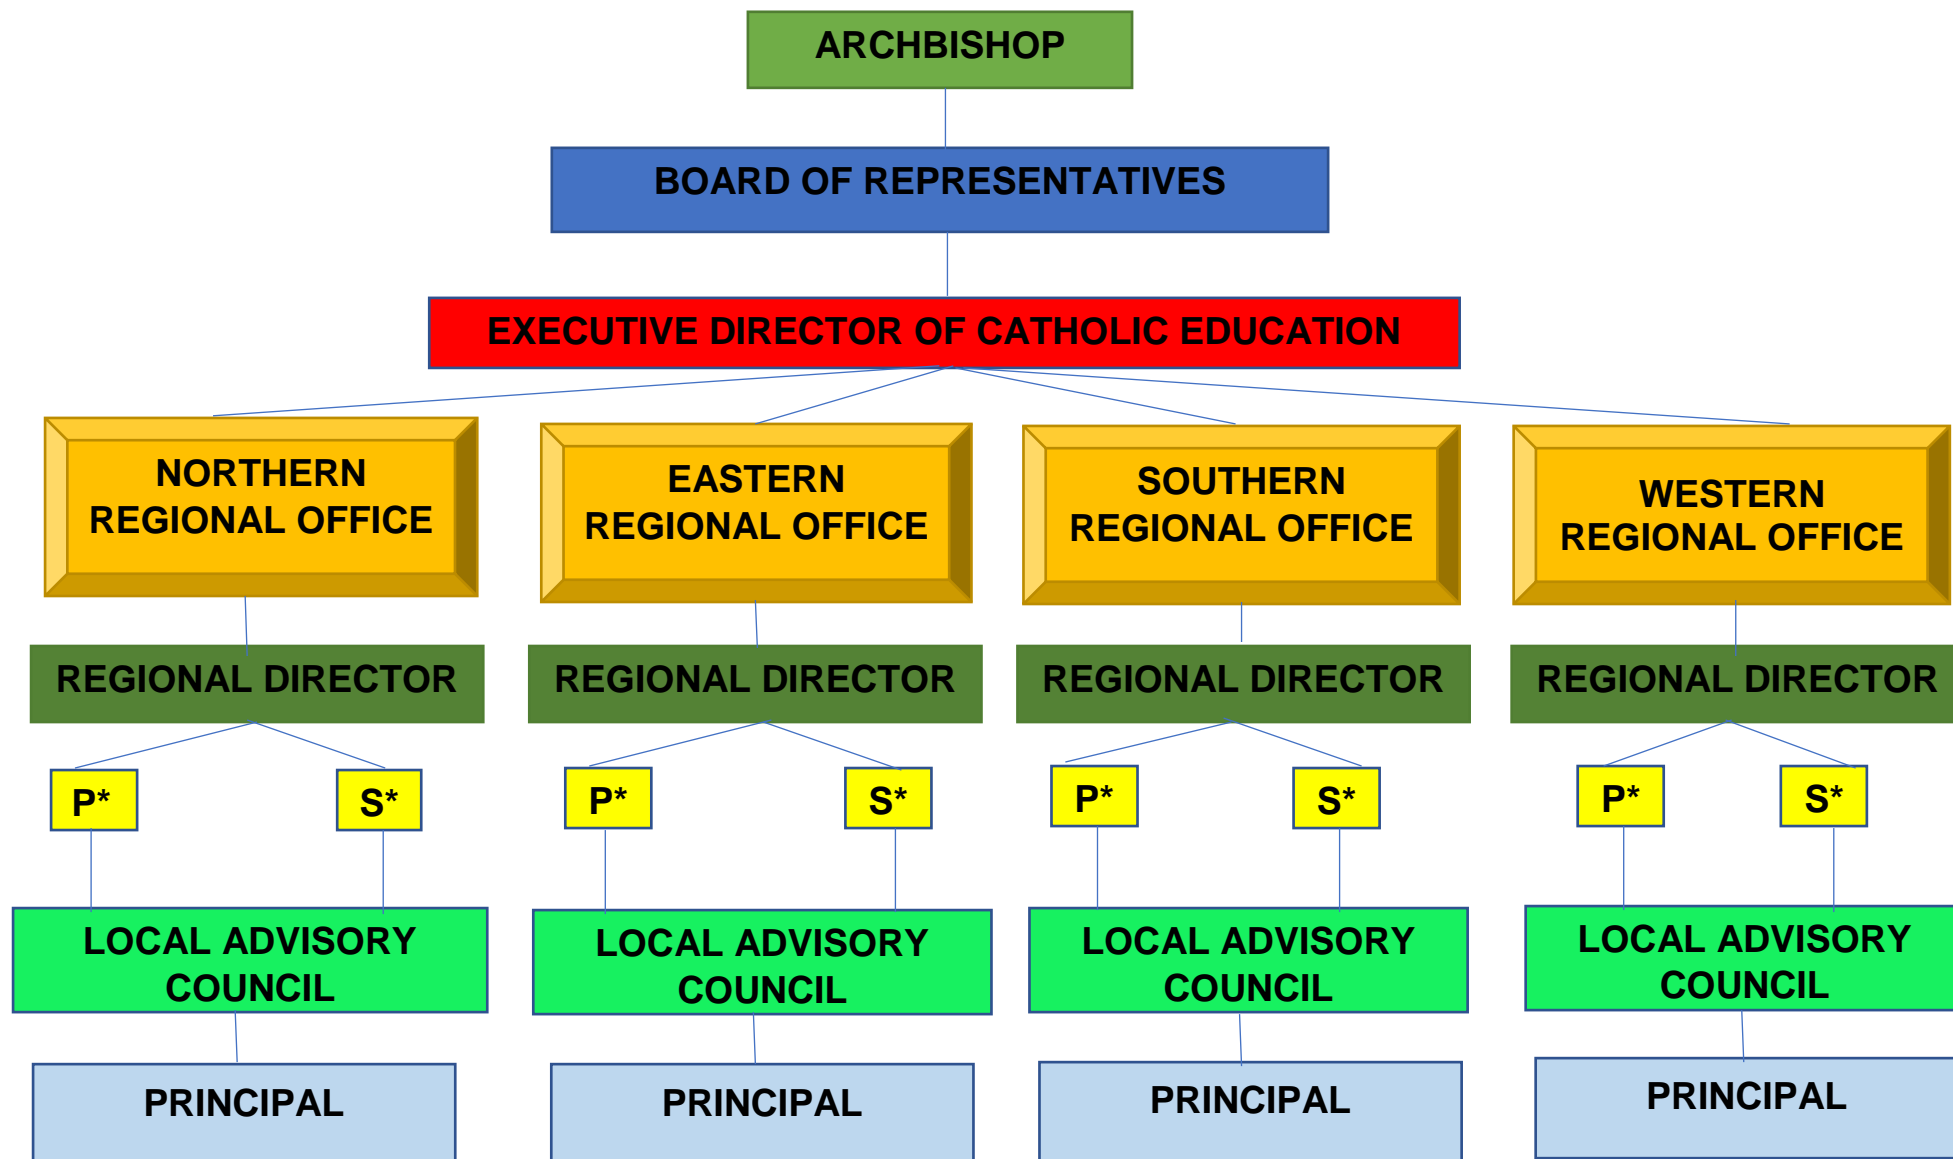 ARCHBISHOP
BOARD OF REPRESENTATIVES
EXECUTIVE DIRECTOR OF CATHOLIC EDUCATION
NORTHERN
REGIONAL OFFICE
EASTERN
REGIONAL OFFICE
SOUTHERN
REGIONAL OFFICE
WESTERN
REGIONAL OFFICE
REGIONAL DIRECTOR
REGIONAL DIRECTOR
REGIONAL DIRECTOR
REGIONAL DIRECTOR
P*
S*
P*
S*
P*
S*
P*
S*
LOCAL ADVISORY
COUNCIL
LOCAL ADVISORY
COUNCIL
LOCAL ADVISORY
COUNCIL
LOCAL ADVISORY
COUNCIL
PRINCIPAL
PRINCIPAL
PRINCIPAL
PRINCIPAL